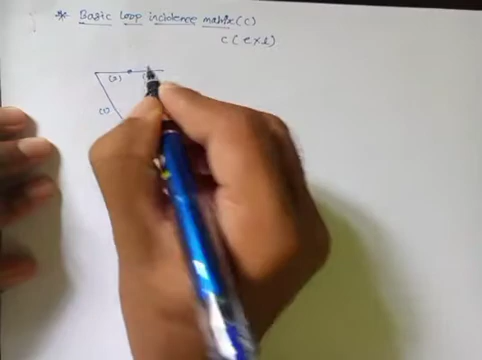 ** Basic Loop incidence matrix (C)
C (e x l)
(2)
(1)